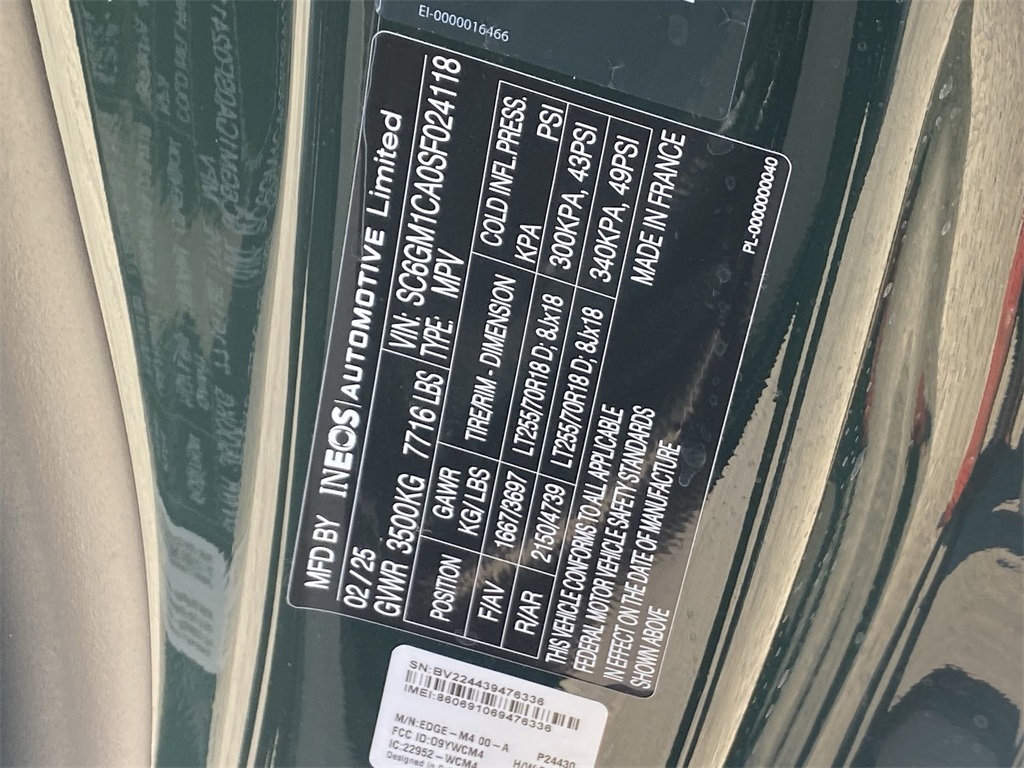 EI-0000016466
MFD BY INEOS|AUTOMOTIVE Limited
02 / 25 VIN: SC6GM1CA0SF024118
GVWR 3500KG 7716 LBS TYPE: MPV
POSITION GAWR TIRE/RIM - DIMENSION COLD INFL.PRESS.
KG/ LBS KPA PSI
F/AV 1667/3697 LT25570R18 D; 8Jx18 300KPA, 43PSI
R/AR 2150/4739 LT25570R18 D; 8Jx18 340KPA, 49PSI
THIS VEHICLE CONFORMS TO ALL APPLICABLE MADE IN FRANCE
FEDERAL MOTOR VEHICLE SAFETY STANDARDS
IN EFFECT ON THE DATE OF MANUFACTURE
SHOWN ABOVE
PL-0000000040
SN:BV224439476336
IMEI:860691069476336
M/N:EDGE-M4 00-A P24430
FCC ID:09YWCM4
IC:22952-WCM4
Designed in